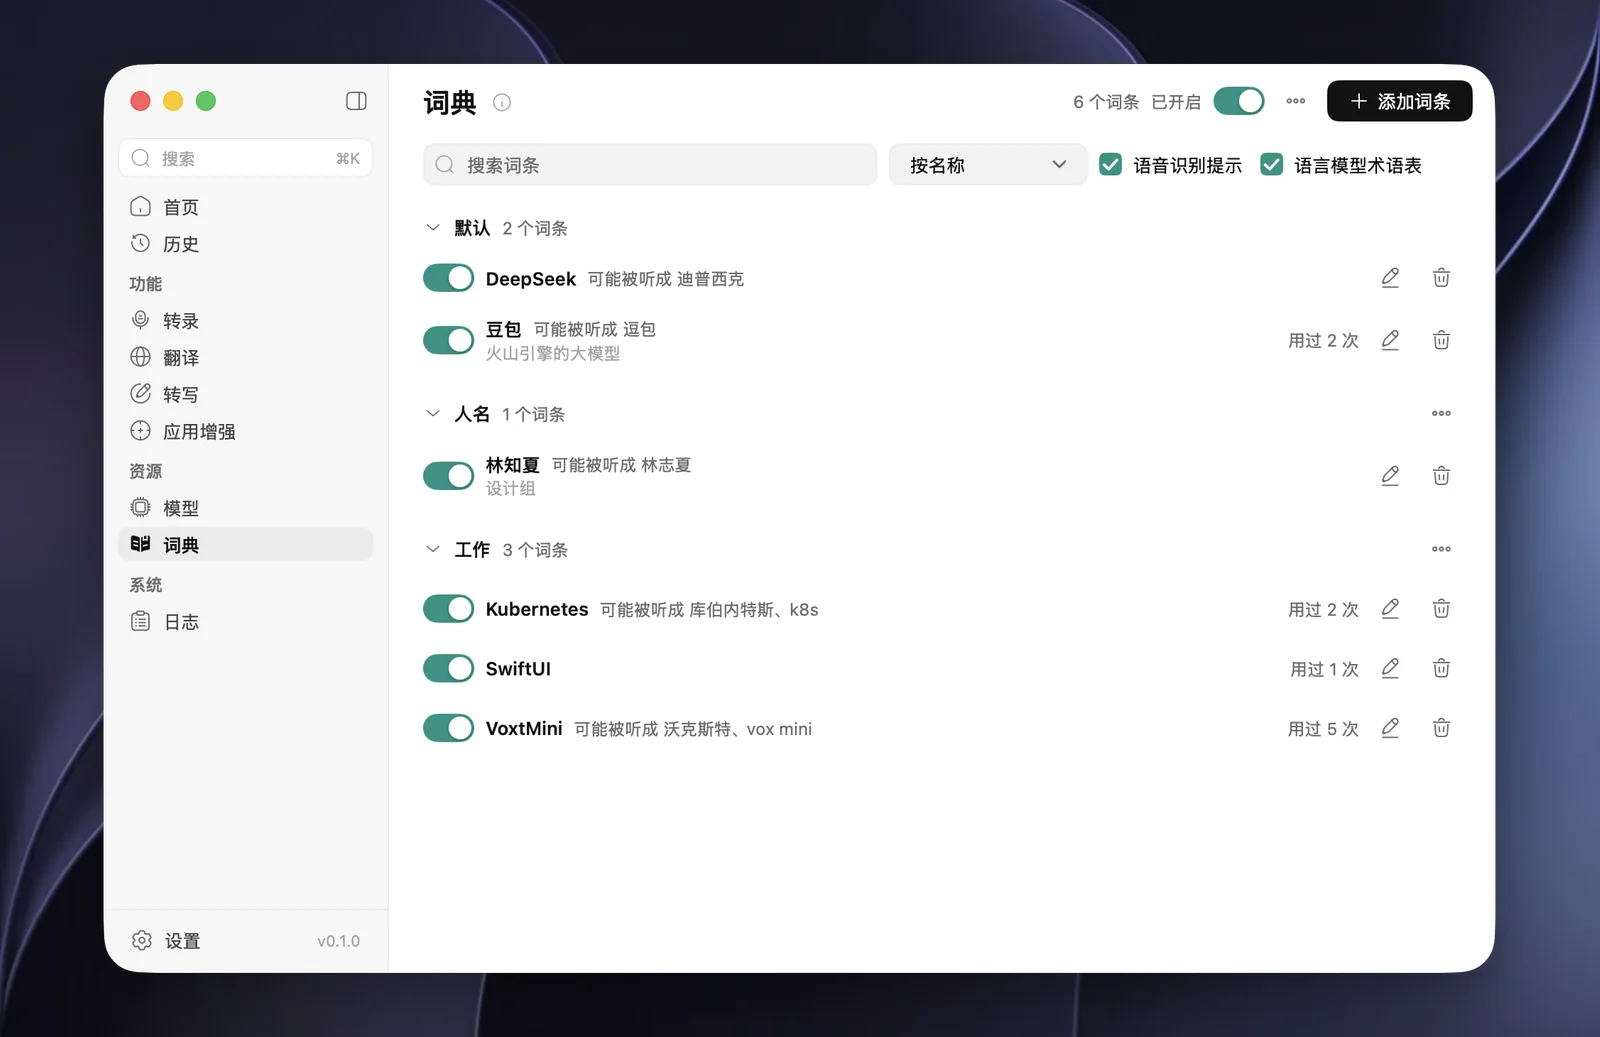 搜索 ⌘K
首页
历史
功能
转录
翻译
转写
应用增强
资源
模型
词典
系统
日志
设置 v0.1.0
词典
6 个词条 已开启
添加词条
搜索词条
按名称
语音识别提示
语言模型术语表
默认 2 个词条
DeepSeek 可能被听成 迪普西克
豆包 可能被听成 逗包
火山引擎的大模型
用过 2 次
人名 1 个词条
林知夏 可能被听成 林志夏
设计组
工作 3 个词条
Kubernetes 可能被听成 库伯内特斯、k8s 用过 2 次
SwiftUI 用过 1 次
VoxtMini 可能被听成 沃克斯特、vox mini 用过 5 次